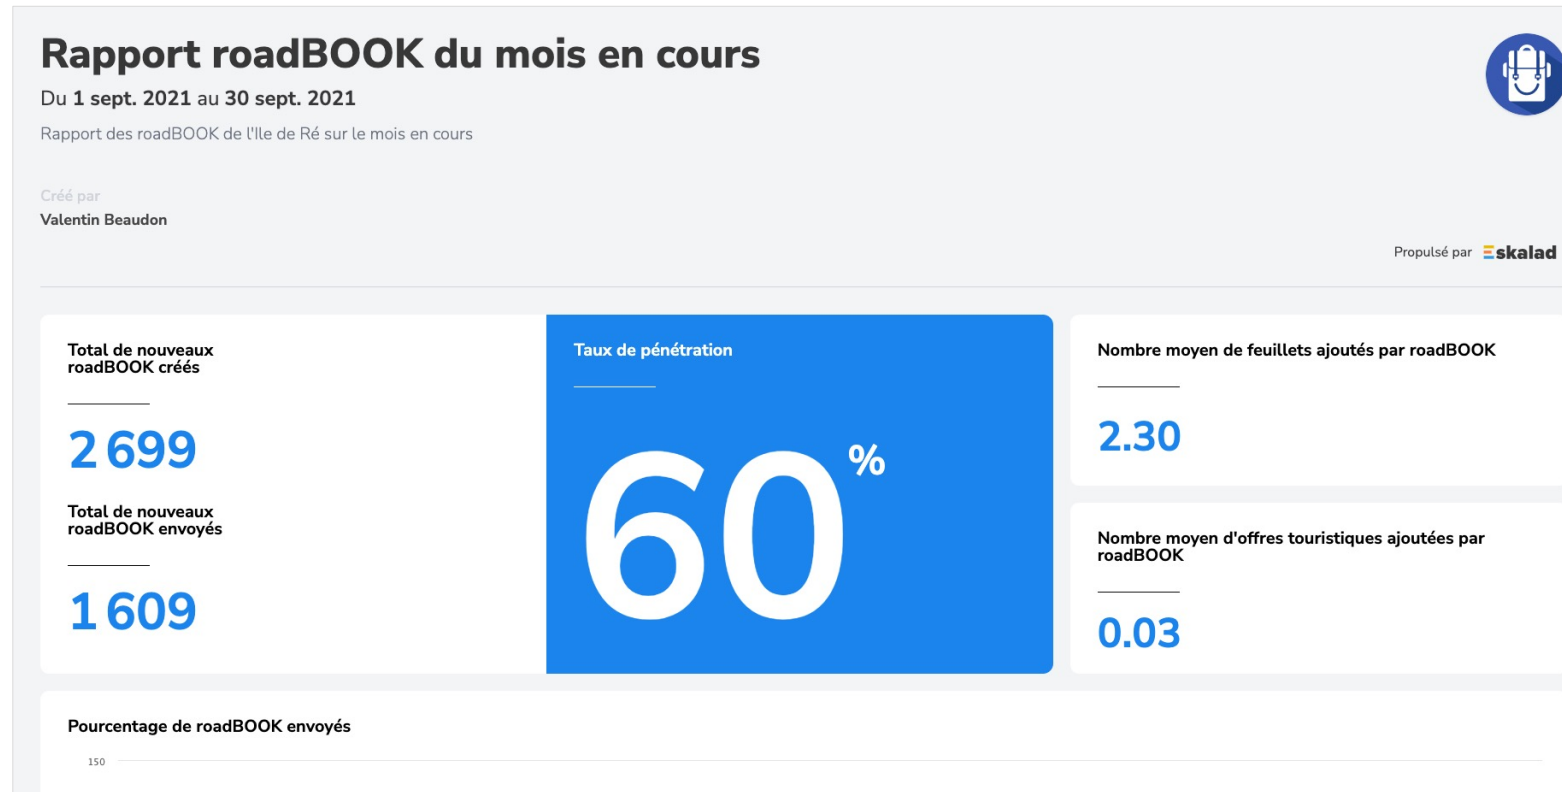 Rapport roadBOOK du mois en cours
Du 1 sept. 2021 au 30 sept. 2021
Rapport des roadBOOK de l'Ile de Ré sur le mois en cours
Créé par
Valentin Beaudon
Propulsé par Eskalad
Total de nouveaux
roadBOOK créés
2 699
Total de nouveaux
roadBOOK envoyés
1 609
Taux de pénétration
60%
Nombre moyen de feuillets ajoutés par roadBOOK
2.30
Nombre moyen d'offres touristiques ajoutées par
roadBOOK
0.03
Pourcentage de roadBOOK envoyés
150